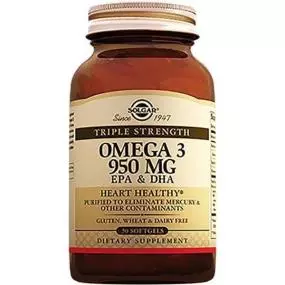 SOLGAR®
Since 1947
TRIPLE STRENGTH
OMEGA 3
950 MG
EPA & DHA
HEART HEALTHY*
PURIFIED TO ELIMINATE MERCURY &
OTHER CONTAMINANTS
GLUTEN, WHEAT & DAIRY FREE
50 SOFTGELS
DIETARY SUPPLEMENT